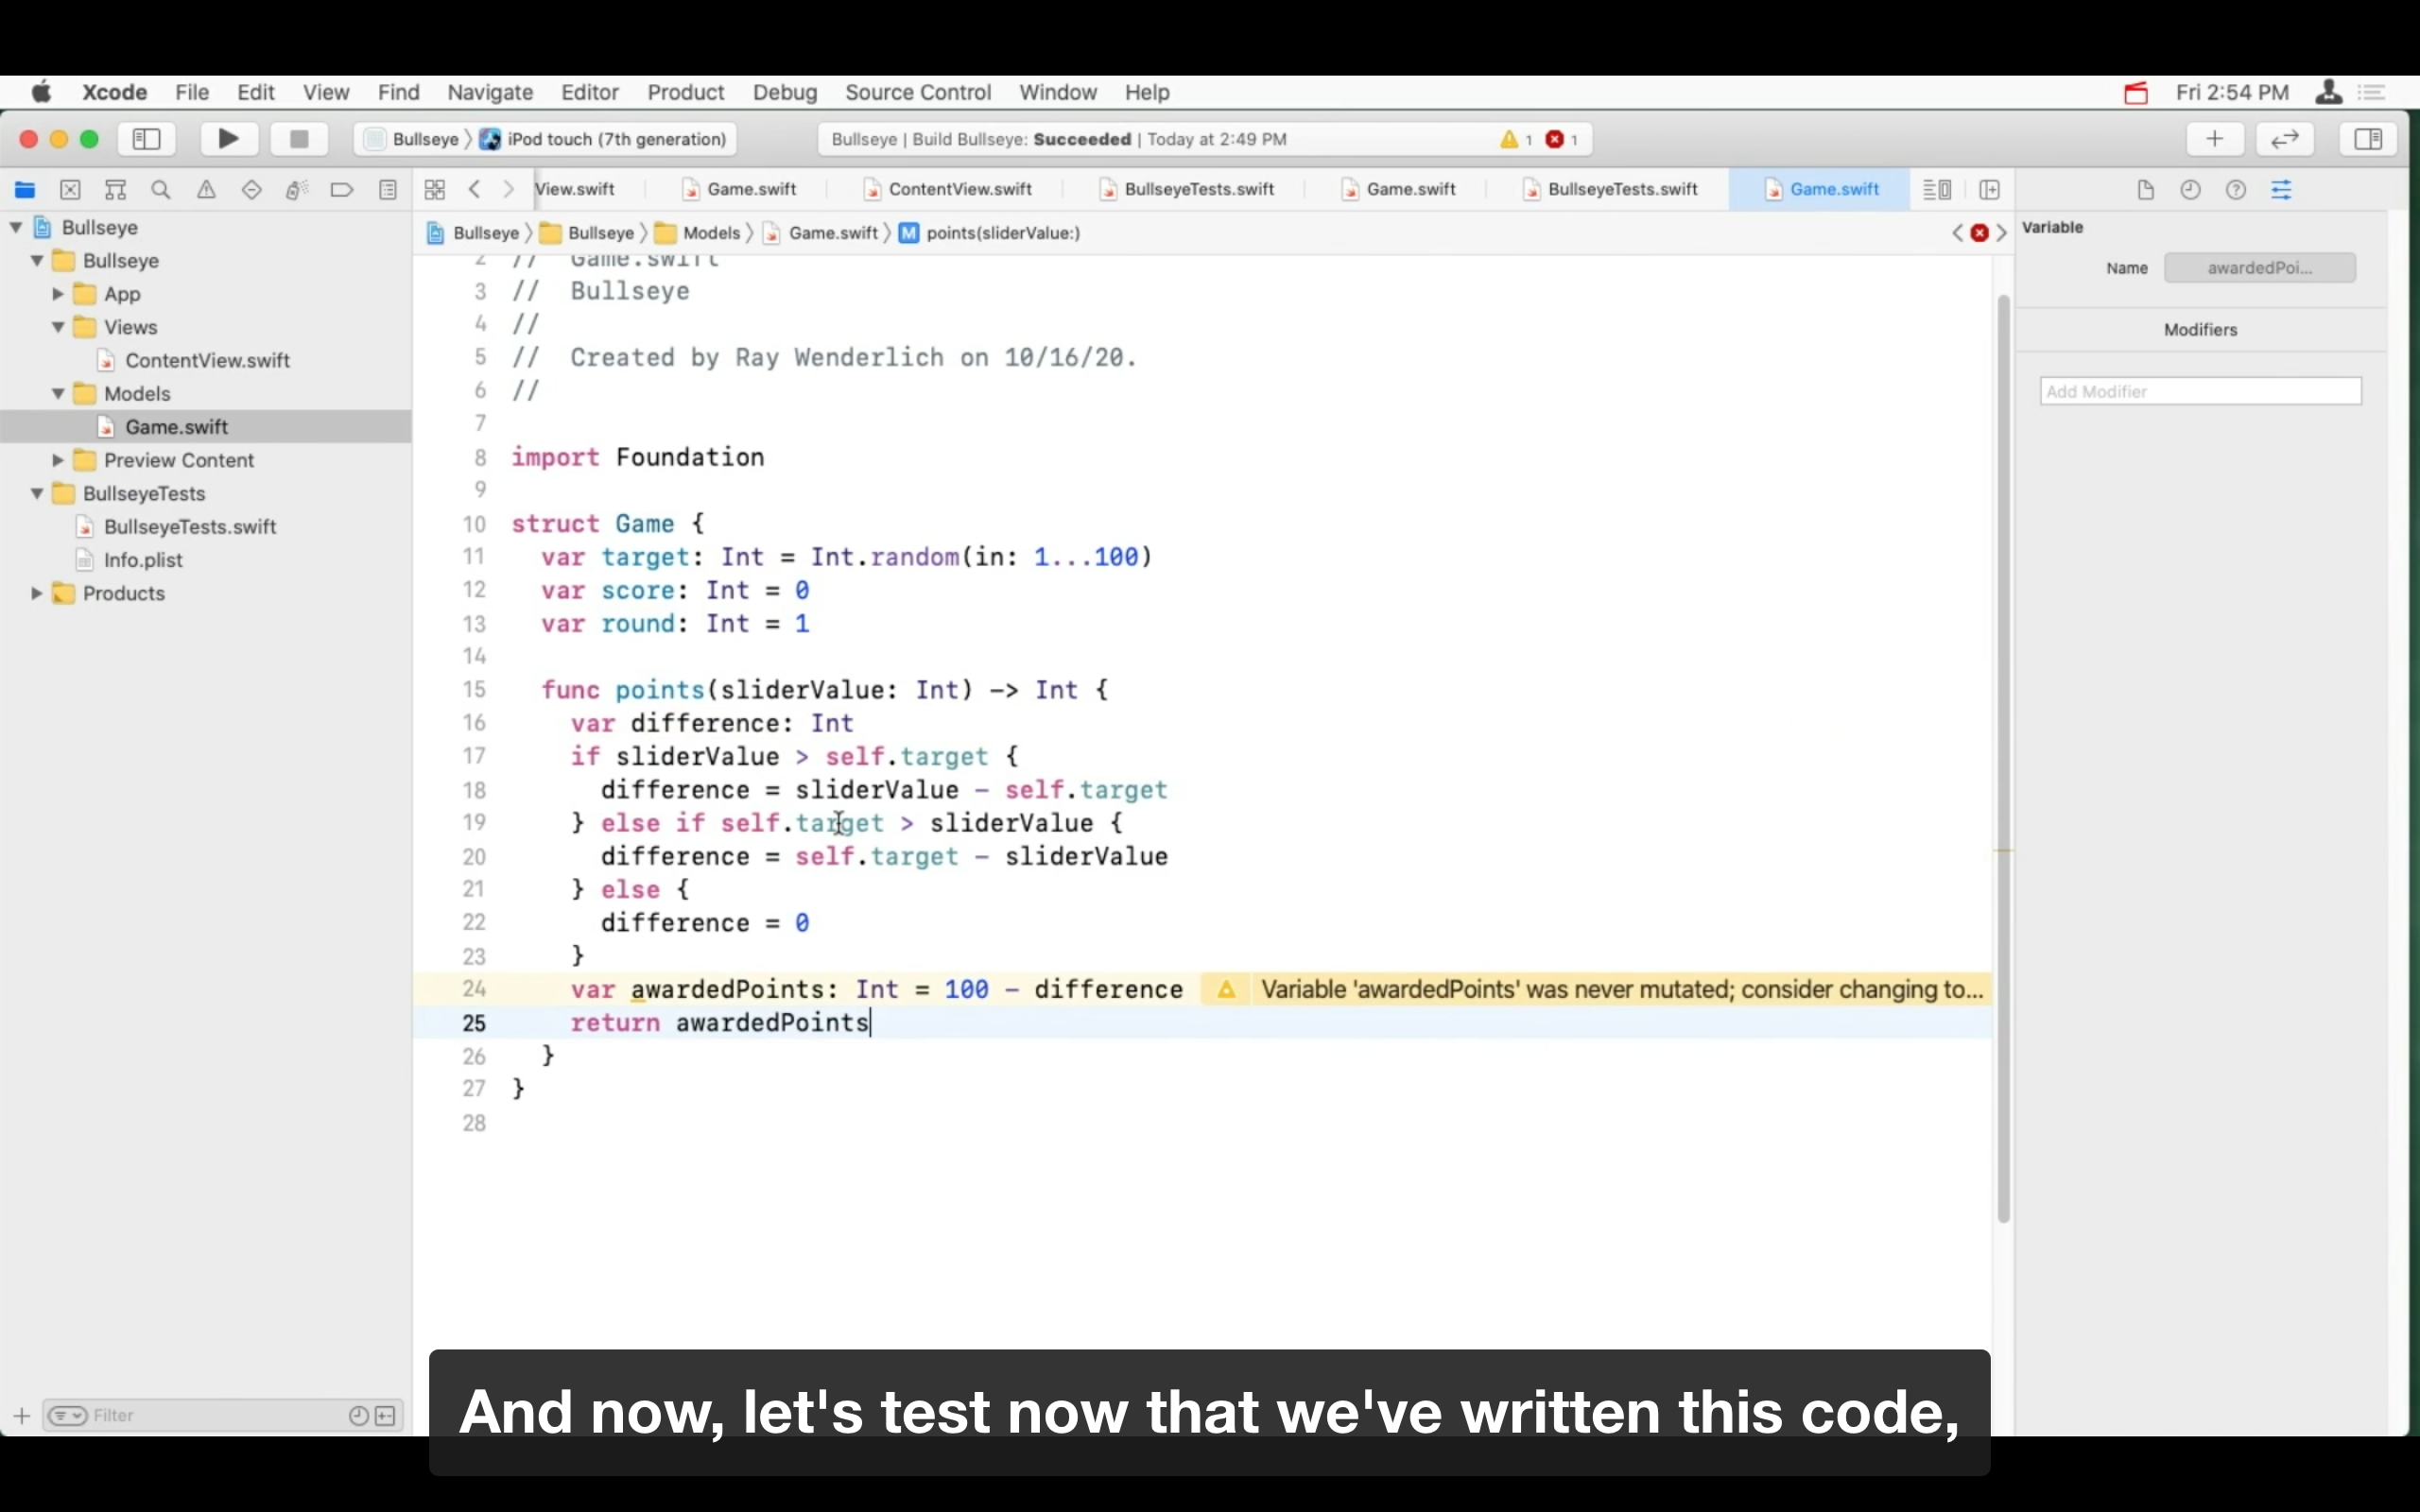 Xcode File Edit View Find Navigate Editor Product Debug Source Control Window Help Fri 2:54 PM
Bullseye iPod touch (7th generation) Bullseye | Build Bullseye: Succeeded | Today at 2:49 PM 1 1
View.swift Game.swift ContentView.swift BullseyeTests.swift Game.swift BullseyeTests.swift Game.swift
Bullseye
Bullseye
App
Views
ContentView.swift
Models
Game.swift
Preview Content
BullseyeTests
BullseyeTests.swift
Info.plist
Products
Filter
Bullseye Bullseye Models Game.swift M points(sliderValue:)
2 // Game.swift
3 // Bullseye
4 //
5 // Created by Ray Wenderlich on 10/16/20.
6 //
7
8 import Foundation
9
10 struct Game {
11 var target: Int = Int.random(in: 1...100)
12 var score: Int = 0
13 var round: Int = 1
14
15 func points(sliderValue: Int) -> Int {
16 var difference: Int
17 if sliderValue > self.target {
18 difference = sliderValue - self.target
19 } else if self.target > sliderValue {
20 difference = self.target - sliderValue
21 } else {
22 difference = 0
23 }
24 var awardedPoints: Int = 100 - difference Variable 'awardedPoints' was never mutated; consider changing to...
25 return awardedPoints
26 }
27 }
28
Variable
Name awardedPoi...
Modifiers
Add Modifier
And now, let's test now that we've written this code,